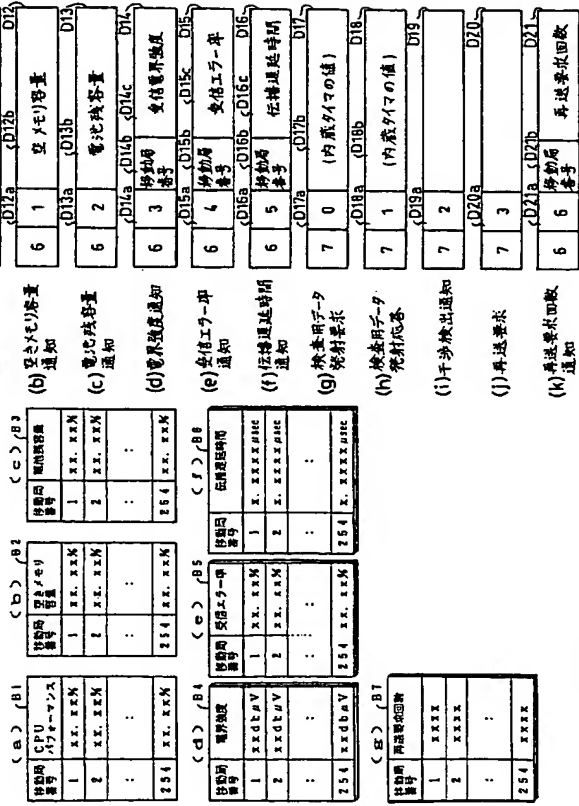 (a) B1
移動局番号 CPUパフォーマンス
1 xx. xx%
2 xx. xx%
: :
254 xx. xx%
(b) B2
移動局番号 空きメモリ容量
1 xx. xx%
2 xx. xx%
: :
254 xx. xx%
(c) B3
移動局番号 電池残容量
1 xx. xx%
2 xx. xx%
: :
254 xx. xx%
(d) B4
移動局番号 電界強度
1 xxdbμV
2 xxdbμV
: :
254 xxdbμV
(e) B5
移動局番号 受信エラー率
1 xx. xx%
2 xx. xx%
: :
254 xx. xx%
(f) B6
移動局番号 伝播遅延時間
1 x. xxxxμsec
2 x. xxxxμsec
: :
254 x. xxxxμsec
(g) B7
移動局番号 再送要求回数
1 xxxx
2 xxxx
: :
254 xxxx
(b) 空きメモリ容量通知
D12a D12b D12
6 1 空メモリ容量
(c) 電池残容量通知
D13a D13b D13
6 2 電池残容量
(d) 電界強度通知
D14a D14b D14c D14
6 3 移動局番号 受信電界強度
(e) 受信エラー率通知
D15a D15b D15c D15
6 4 移動局番号 受信エラー率
(f) 伝播遅延時間通知
D16a D16b D16c D16
6 5 移動局番号 伝播遅延時間
(g) 検査用データ発射要求
D17a D17b D17
7 0 (内蔵タイマの値)
(h) 検査用データ発射応答
D18a D18b D18
7 1 (内蔵タイマの値)
(i) 干渉検出通知
D19a D19
7 2
(j) 再送要求
D20a D20
7 3
(k) 再送要求回数通知
D21a D21b D21
6 6 移動局番号 再送要求回数